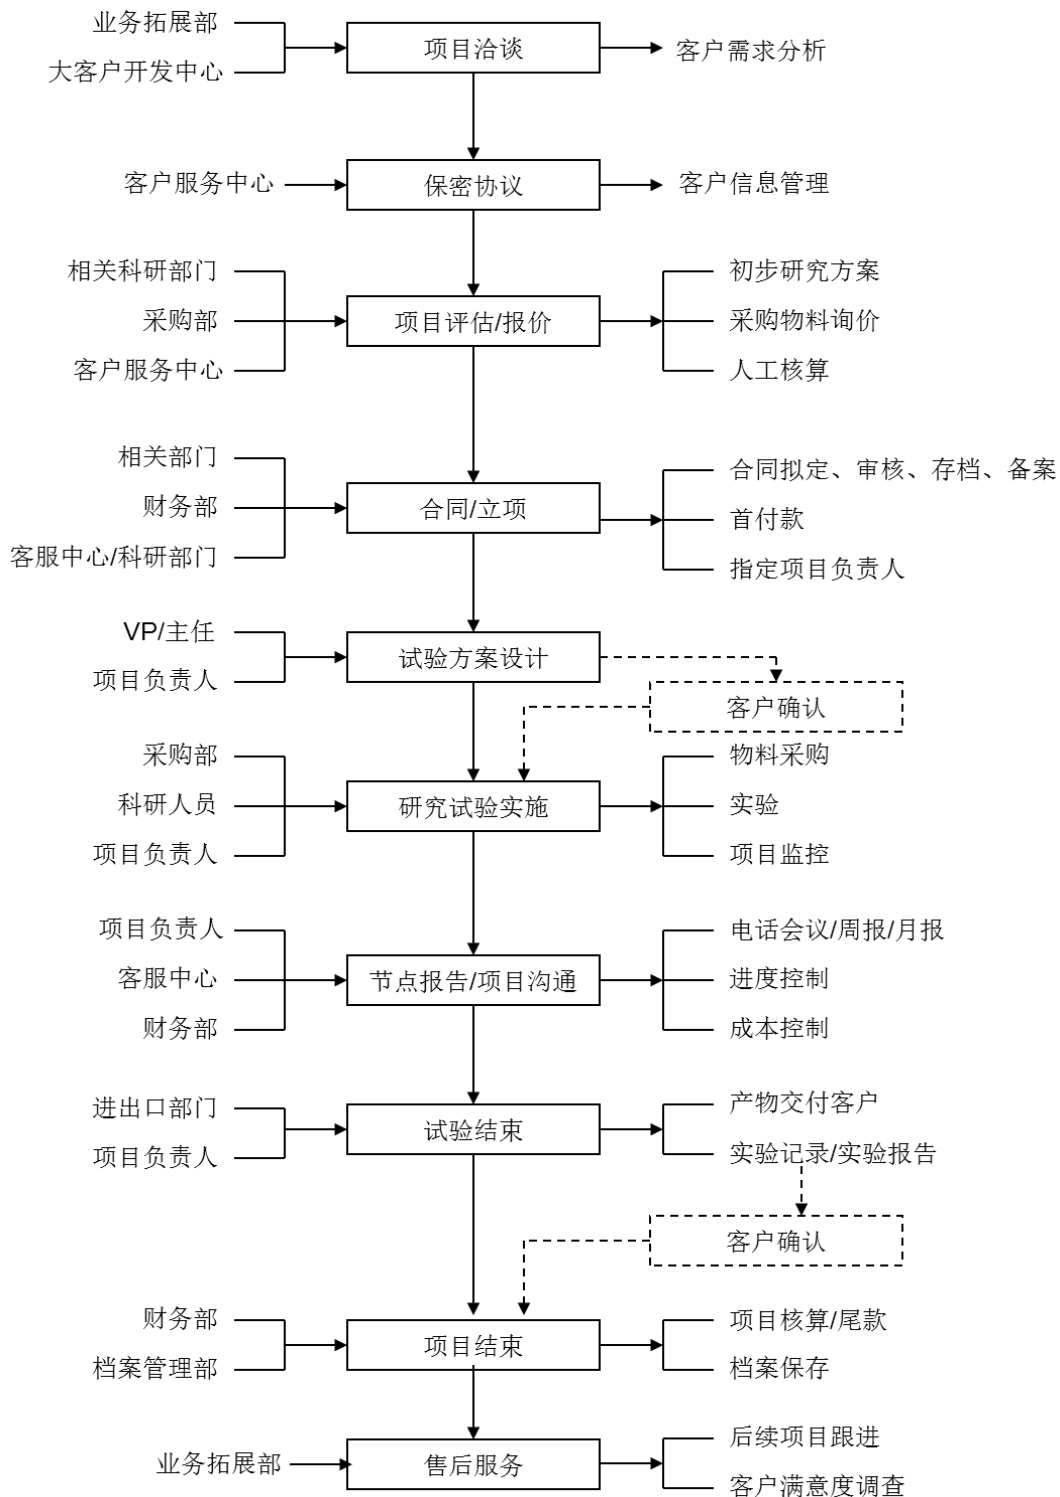 业务拓展部
大客户开发中心
项目洽谈
客户需求分析
客户服务中心
保密协议
客户信息管理
相关科研部门
采购部
客户服务中心
项目评估/报价
初步研究方案
采购物料询价
人工核算
相关部门
财务部
客服中心/科研部门
合同/立项
合同拟定、审核、存档、备案
首付款
指定项目负责人
VP/主任
项目负责人
试验方案设计
客户确认
采购部
科研人员
项目负责人
研究试验实施
物料采购
实验
项目监控
项目负责人
客服中心
财务部
节点报告/项目沟通
电话会议/周报/月报
进度控制
成本控制
进出口部门
项目负责人
试验结束
产物交付客户
实验记录/实验报告
客户确认
财务部
档案管理部
项目结束
项目核算/尾款
档案保存
业务拓展部
售后服务
后续项目跟进
客户满意度调查